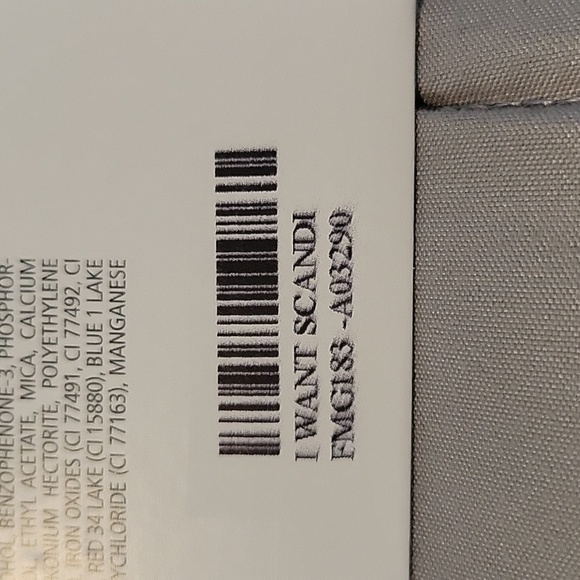 HOL, BENZOPHENONE-3, PHOSPHOR-
ETHYL ACETATE, MICA, CALCIUM
KONIUM HECTORITE, POLYETHYLENE
IRON OXIDES (CI 77491, CI 77492, CI
RED 34 LAKE (CI 15880), BLUE 1 LAKE
YCHLORIDE (CI 77163), MANGANESE
I WANT SCANDI
FMG183 -A03290